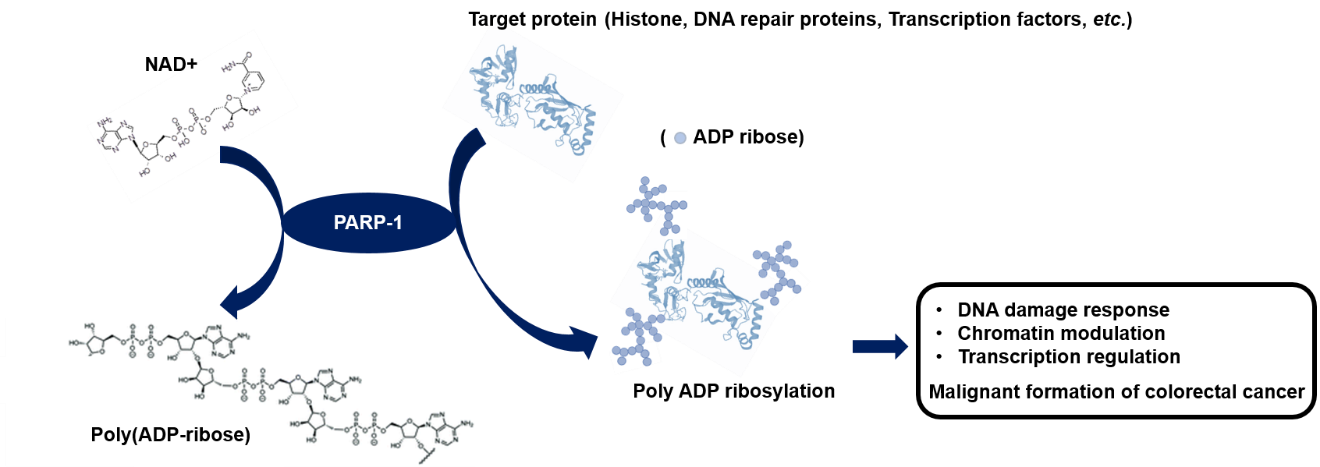 Target protein (Histone, DNA repair proteins, Transcription factors, etc.)
NAD+
( ADP ribose)
PARP-1
• DNA damage response
• Chromatin modulation
• Transcription regulation
Malignant formation of colorectal cancer
Poly ADP ribosylation
Poly(ADP-ribose)